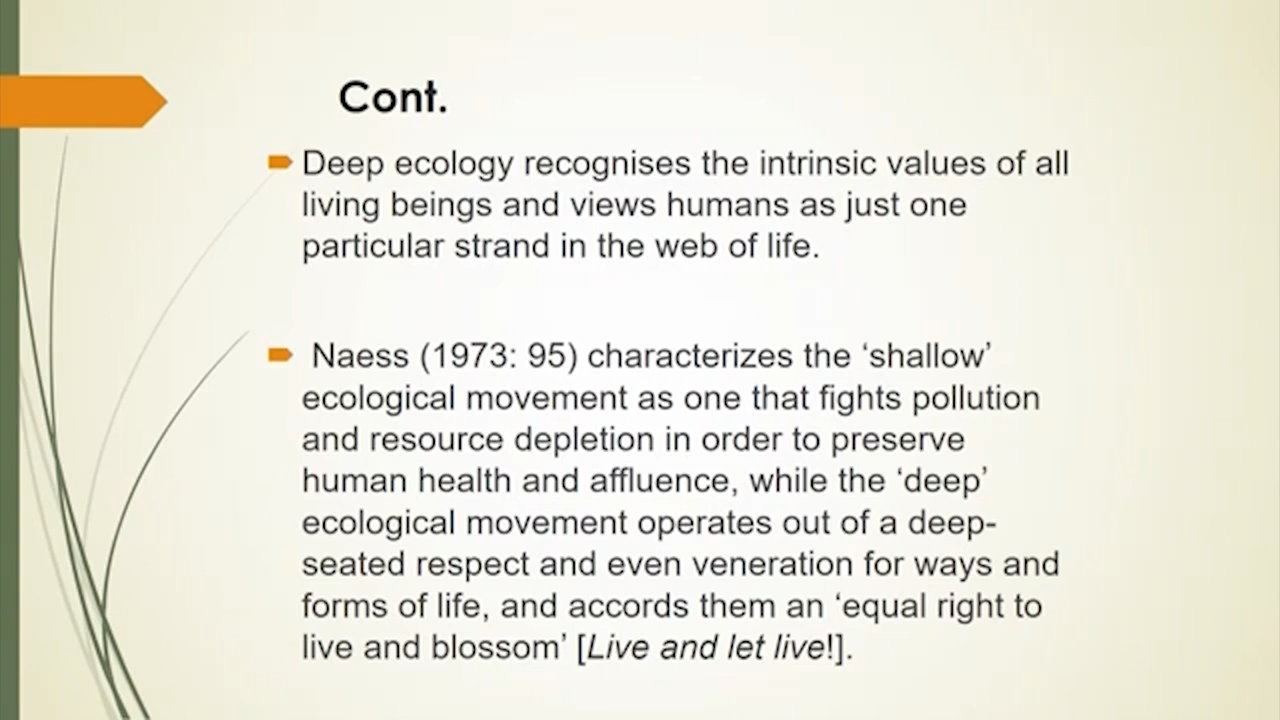 Cont.
Deep ecology recognises the intrinsic values of all
living beings and views humans as just one
particular strand in the web of life.
Naess (1973: 95) characterizes the ‘shallow’
ecological movement as one that fights pollution
and resource depletion in order to preserve
human health and affluence, while the ‘deep’
ecological movement operates out of a deep-
seated respect and even veneration for ways and
forms of life, and accords them an ‘equal right to
live and blossom’ [Live and let live!].